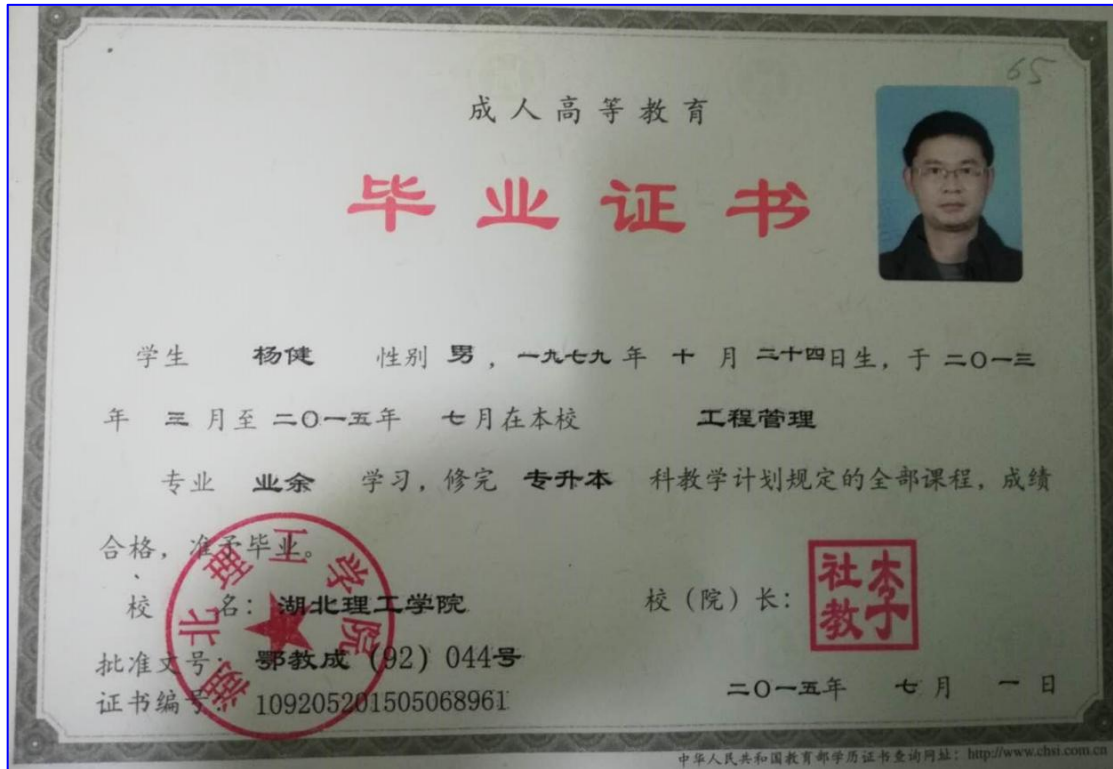 65
成人高等教育
毕业证书
学生 杨健 性别 男，一九七九 年 十 月 二十四日生，于 二〇一三
年 三 月至 二〇一五年 七月在本校 工程管理
专业 业余 学习，修完 专升本 科教学计划规定的全部课程，成绩
合格，准予毕业。
湖北理工学院
校 名：湖北理工学院
校（院）长：
李社教
批准文号：鄂教成 (92) 044号
证书编号：109205201505068961
二〇一五年 七 月 一 日
中华人民共和国教育部学历证书查询网址：http://www.chsi.com.cn